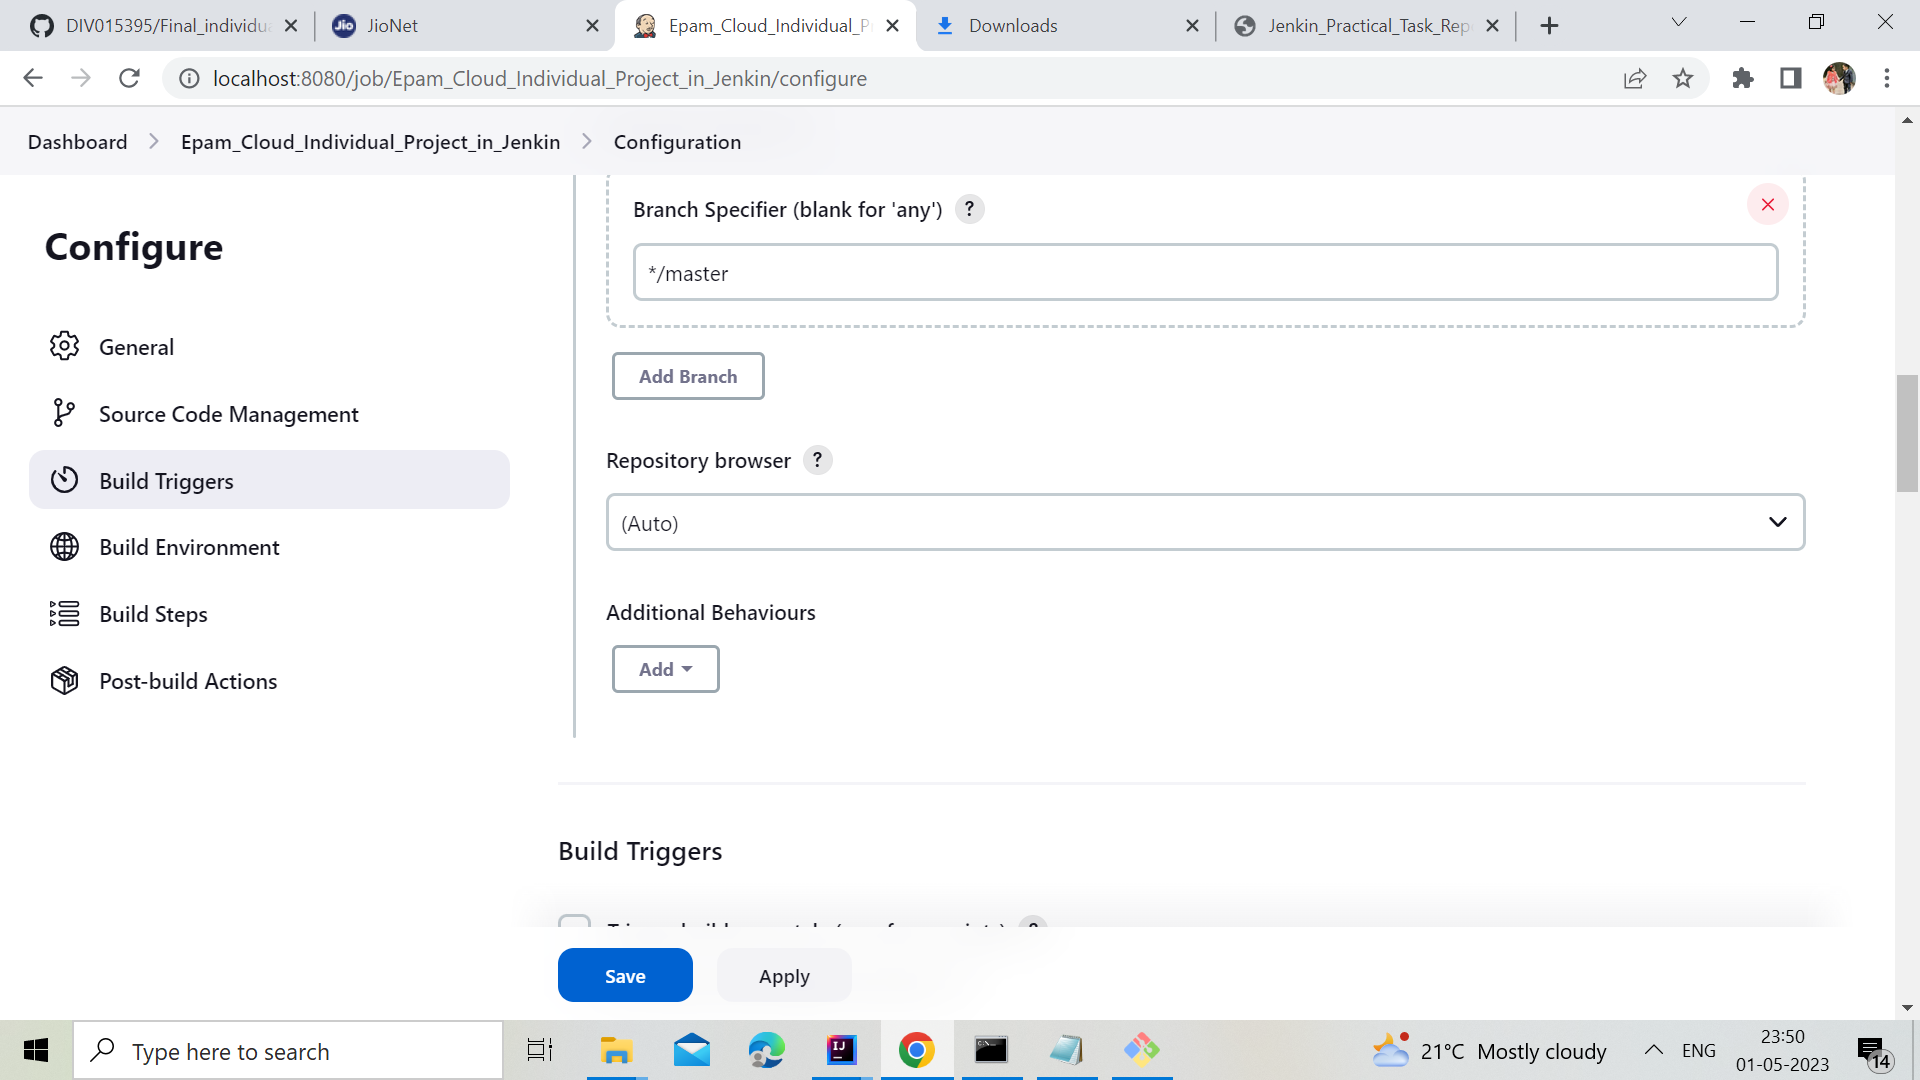 DIV015395/Final_individua
JioNet
Epam_Cloud_Individual_P
Downloads
Jenkin_Practical_Task_Rep
localhost:8080/job/Epam_Cloud_Individual_Project_in_Jenkin/configure
Dashboard
Epam_Cloud_Individual_Project_in_Jenkin
Configuration
Configure
General
Source Code Management
Build Triggers
Build Environment
Build Steps
Post-build Actions
Branch Specifier (blank for 'any') ?
*/master
Add Branch
Repository browser ?
(Auto)
Additional Behaviours
Add
Build Triggers
Save
Apply
Type here to search
21°C Mostly cloudy
ENG
23:50
01-05-2023
14